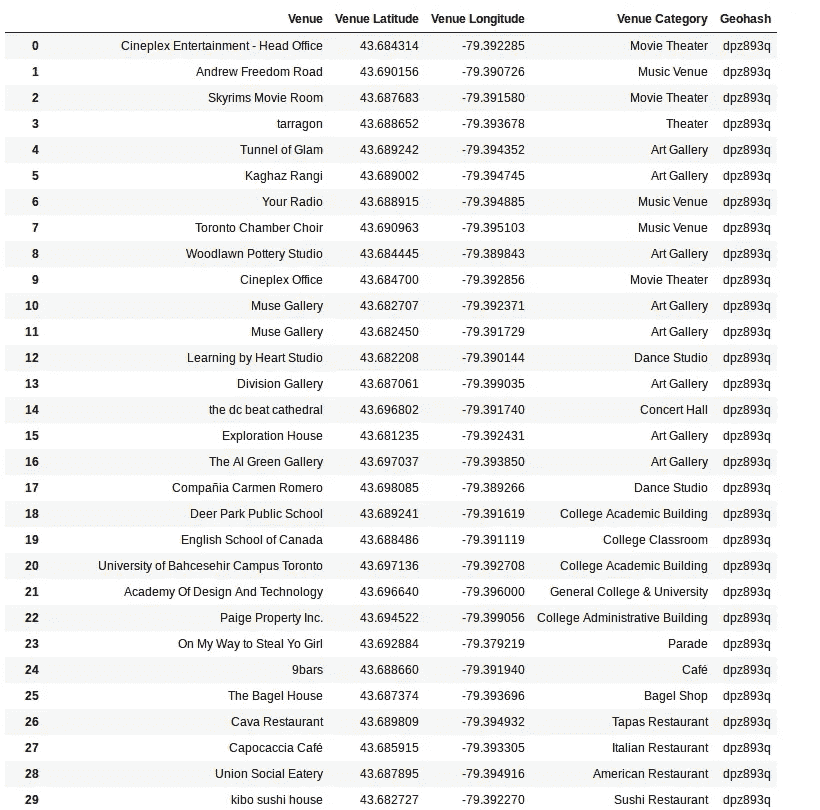 Venue Venue Latitude Venue Longitude Venue Category Geohash
0 Cineplex Entertainment - Head Office 43.684314 -79.392285 Movie Theater dpz893q
1 Andrew Freedom Road 43.690156 -79.390726 Music Venue dpz893q
2 Skyrims Movie Room 43.687683 -79.391580 Movie Theater dpz893q
3 tarragon 43.688652 -79.393678 Theater dpz893q
4 Tunnel of Glam 43.689242 -79.394352 Art Gallery dpz893q
5 Kaghaz Rangi 43.689002 -79.394745 Art Gallery dpz893q
6 Your Radio 43.688915 -79.394885 Music Venue dpz893q
7 Toronto Chamber Choir 43.690963 -79.395103 Music Venue dpz893q
8 Woodlawn Pottery Studio 43.684445 -79.389843 Art Gallery dpz893q
9 Cineplex Office 43.684700 -79.392856 Movie Theater dpz893q
10 Muse Gallery 43.682707 -79.392371 Art Gallery dpz893q
11 Muse Gallery 43.682450 -79.391729 Art Gallery dpz893q
12 Learning by Heart Studio 43.682208 -79.390144 Dance Studio dpz893q
13 Division Gallery 43.687061 -79.399035 Art Gallery dpz893q
14 the dc beat cathedral 43.696802 -79.391740 Concert Hall dpz893q
15 Exploration House 43.681235 -79.392431 Art Gallery dpz893q
16 The Al Green Gallery 43.697037 -79.393850 Art Gallery dpz893q
17 Compañia Carmen Romero 43.698085 -79.389266 Dance Studio dpz893q
18 Deer Park Public School 43.689241 -79.391619 College Academic Building dpz893q
19 English School of Canada 43.688486 -79.391119 College Classroom dpz893q
20 University of Bahcesehir Campus Toronto 43.697136 -79.392708 College Academic Building dpz893q
21 Academy Of Design And Technology 43.696640 -79.396000 General College & University dpz893q
22 Paige Property Inc. 43.694522 -79.399056 College Administrative Building dpz893q
23 On My Way to Steal Yo Girl 43.692884 -79.379219 Parade dpz893q
24 9bars 43.688660 -79.391940 Café dpz893q
25 The Bagel House 43.687374 -79.393696 Bagel Shop dpz893q
26 Cava Restaurant 43.689809 -79.394932 Tapas Restaurant dpz893q
27 Capocaccia Café 43.685915 -79.393305 Italian Restaurant dpz893q
28 Union Social Eatery 43.687895 -79.394916 American Restaurant dpz893q
29 kibo sushi house 43.682727 -79.392270 Sushi Restaurant dpz893q